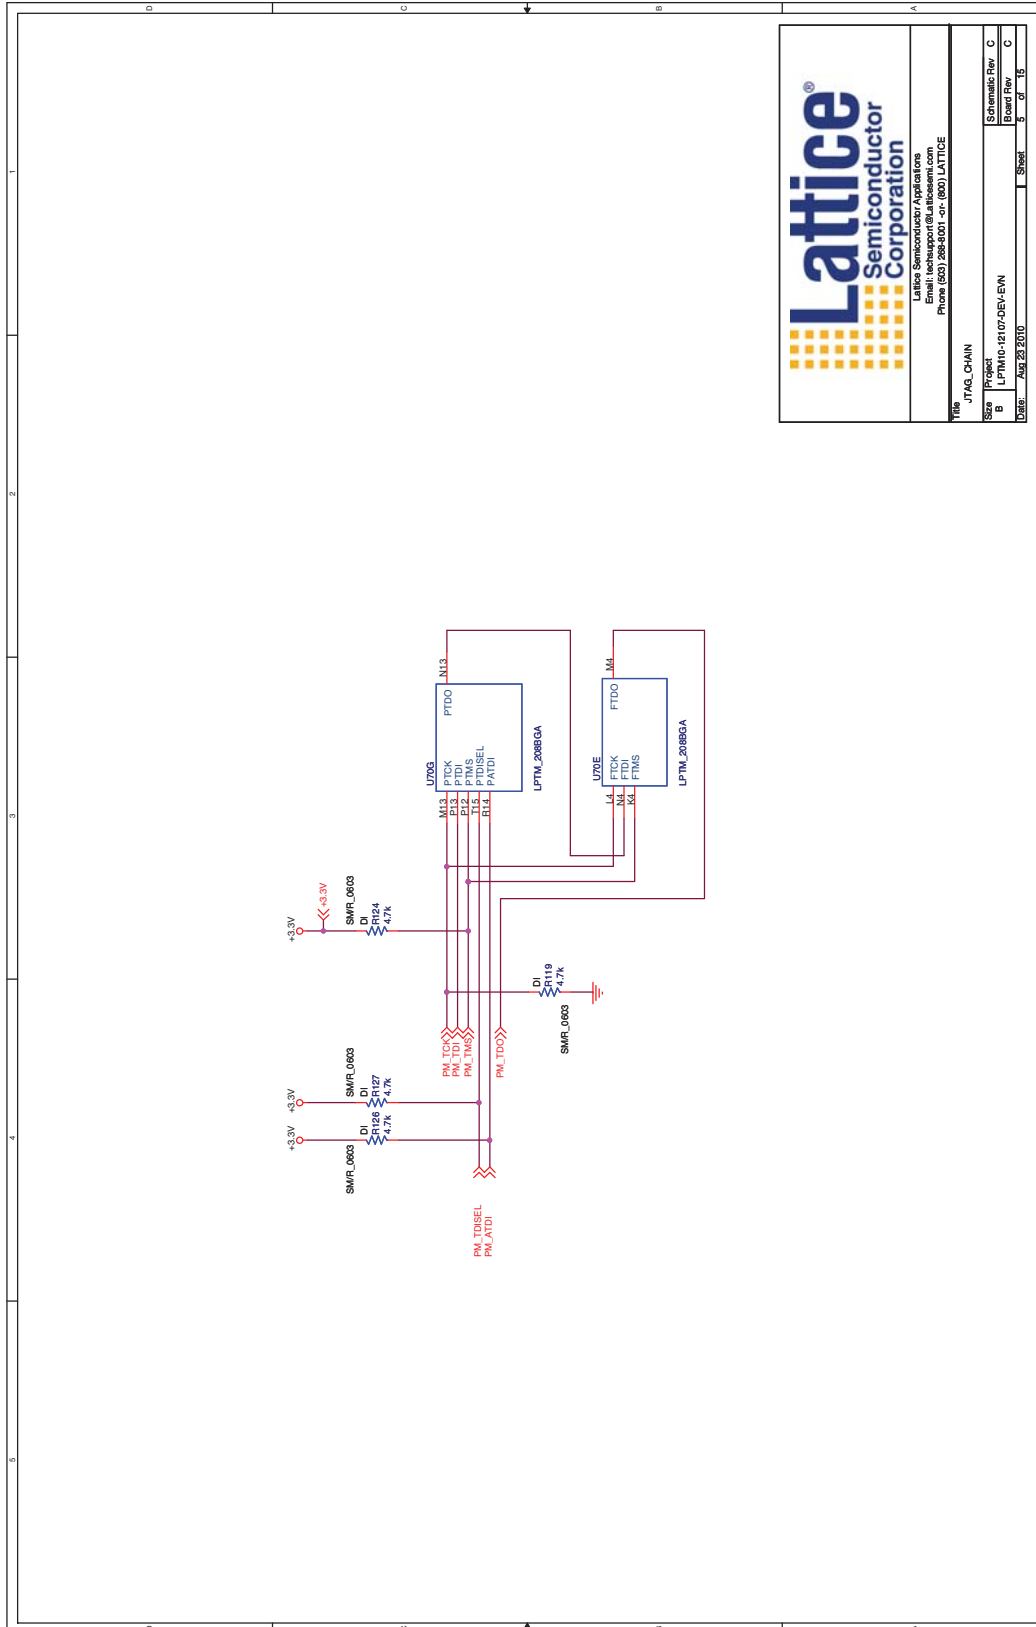 5
4
3
2
1
D
C
B
A
+3.3V
+3.3V
+3.3V
+3.3V
SM/R_0603
DI
R126
4.7k
SM/R_0603
DI
R127
4.7k
SM/R_0603
DI
R124
4.7k
PM_TDISEL
PM_ATDI
PM_TCK
PM_TDI
PM_TMS
PM_TDO
DI
R119
4.7k
SM/R_0603
U70G
M13 PTCK
P13 PTDI
P12 PTMS
T15 PTDISEL
R14 PATDI
PTDO N13
LPTM_208BGA
U70E
L4 FTCK
N4 FTDI
K4 FTMS
FTDO M4
LPTM_208BGA
Lattice®
Semiconductor
Corporation
Lattice Semiconductor Applications
Email: techsupport@Latticesemi.com
Phone (503) 268-8001 -or- (800) LATTICE
Title
JTAG_CHAIN
Size
B
Project
LPTM10-12107-DEV-EVN
Schematic Rev C
Board Rev C
Date: Aug 23 2010
Sheet 5 of 15